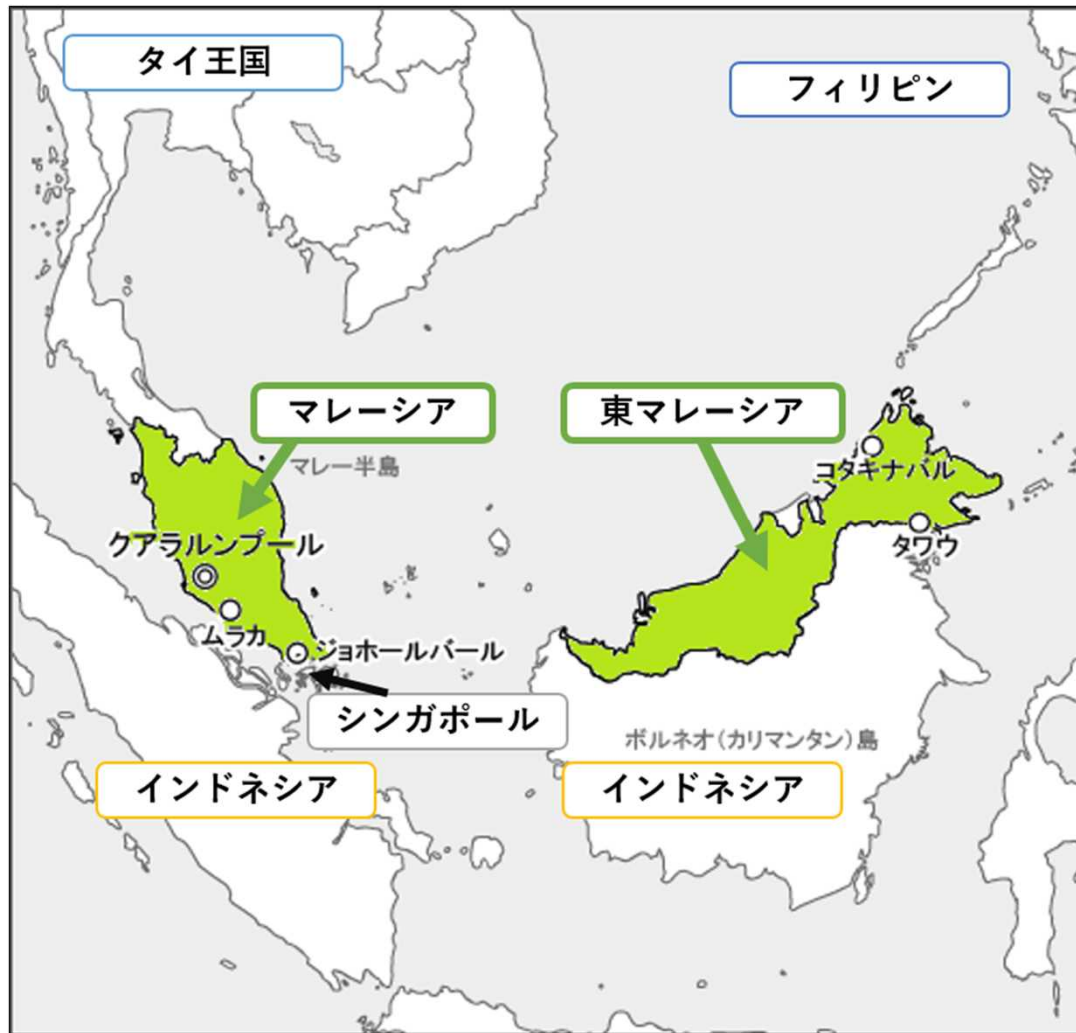 タイ王国
フィリピン
マレーシア
東マレーシア
マレー半島
コタキナバル
クアラルンプール
タワウ
ムラカ
ジョホールバール
シンガポール
ボルネオ(カリマンタン)島
インドネシア
インドネシア